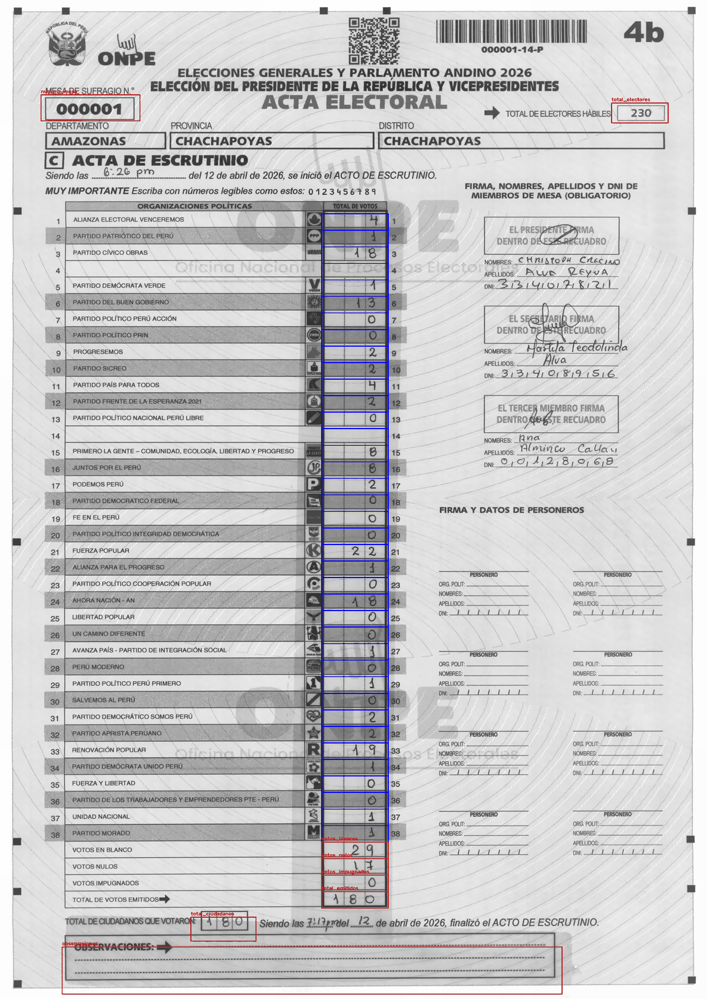 REPÚBLICA DEL PERÚ
ONPE
000001-14-P
4b
ELECCIONES GENERALES Y PARLAMENTO ANDINO 2026
ELECCIÓN DEL PRESIDENTE DE LA REPÚBLICA Y VICEPRESIDENTES
ACTA ELECTORAL
MESA DE SUFRAGIO N.°
000001
total_electores
TOTAL DE ELECTORES HÁBILES 230
DEPARTAMENTO PROVINCIA DISTRITO
AMAZONAS CHACHAPOYAS CHACHAPOYAS
C ACTA DE ESCRUTINIO
Siendo las 6:26 pm del 12 de abril de 2026, se inició el ACTO DE ESCRUTINIO.
MUY IMPORTANTE Escriba con números legibles como estos: 0 1 2 3 4 5 6 7 8 9
ORGANIZACIONES POLÍTICAS TOTAL DE VOTOS
1 ALIANZA ELECTORAL VENCEREMOS 4 1
2 PARTIDO PATRIÓTICO DEL PERÚ PPP 1 2
3 PARTIDO CÍVICO OBRAS OBRAS 18 3
4 4
5 PARTIDO DEMÓCRATA VERDE V VERDE 1 5
6 PARTIDO DEL BUEN GOBIERNO 13 6
7 PARTIDO POLÍTICO PERÚ ACCIÓN 0 7
8 PARTIDO POLÍTICO PRIN PRIN 0 8
9 PROGRESEMOS 2 9
10 PARTIDO SICREO 2 10
11 PARTIDO PAÍS PARA TODOS 4 11
12 PARTIDO FRENTE DE LA ESPERANZA 2021 2 12
13 PARTIDO POLÍTICO NACIONAL PERÚ LIBRE 0 13
14 14
15 PRIMERO LA GENTE – COMUNIDAD, ECOLOGÍA, LIBERTAD Y PROGRESO 8 15
16 JUNTOS POR EL PERÚ JP 8 16
17 PODEMOS PERÚ P 2 17
18 PARTIDO DEMOCRATICO FEDERAL 0 18
19 FE EN EL PERÚ 0 19
20 PARTIDO POLÍTICO INTEGRIDAD DEMOCRÁTICA 0 20
21 FUERZA POPULAR K 22 21
22 ALIANZA PARA EL PROGRESO A 1 22
23 PARTIDO POLÍTICO COOPERACIÓN POPULAR 0 23
24 AHORA NACIÓN - AN 18 24
25 LIBERTAD POPULAR 0 25
26 UN CAMINO DIFERENTE 0 26
27 AVANZA PAÍS - PARTIDO DE INTEGRACIÓN SOCIAL 1 27
28 PERÚ MODERNO 0 28
29 PARTIDO POLÍTICO PERÚ PRIMERO 1 29
30 SALVEMOS AL PERÚ 0 30
31 PARTIDO DEMOCRÁTICO SOMOS PERÚ 2 31
32 PARTIDO APRISTA PERUANO 2 32
33 RENOVACIÓN POPULAR R 19 33
34 PARTIDO DEMÓCRATA UNIDO PERÚ 1 34
35 FUERZA Y LIBERTAD 0 35
36 PARTIDO DE LOS TRABAJADORES Y EMPRENDEDORES PTE - PERÚ 0 36
37 UNIDAD NACIONAL 1 37
38 PARTIDO MORADO M 1 38
VOTOS EN BLANCO 29
VOTOS NULOS 17
votos_impugnados
VOTOS IMPUGNADOS 0
total_emitidos
TOTAL DE VOTOS EMITIDOS 180
total_ciudadanos
TOTAL DE CIUDADANOS QUE VOTARON: 180 Siendo las 7:17pm del 12 de abril de 2026, finalizó el ACTO DE ESCRUTINIO.
OBSERVACIONES:
FIRMA, NOMBRES, APELLIDOS Y DNI DE
MIEMBROS DE MESA (OBLIGATORIO)
EL PRESIDENTE FIRMA
DENTRO DE ESTE RECUADRO
NOMBRES:
APELLIDOS: ALVA REYNA
DNI: 33407821
EL SECRETARIO FIRMA
DENTRO DE ESTE RECUADRO
NOMBRES: Teodolinda
APELLIDOS: Alva
DNI: 33408956
EL TERCER MIEMBRO FIRMA
DENTRO DE ESTE RECUADRO
NOMBRES: Ana
APELLIDOS:
DNI: 00128068
FIRMA Y DATOS DE PERSONEROS
PERSONERO PERSONERO
ORG. POLIT: ORG. POLIT:
NOMBRES: NOMBRES:
APELLIDOS: APELLIDOS:
DNI: DNI:
PERSONERO PERSONERO
ORG. POLIT: ORG. POLIT:
NOMBRES: NOMBRES:
APELLIDOS: APELLIDOS:
DNI: DNI:
PERSONERO PERSONERO
ORG. POLIT: ORG. POLIT:
NOMBRES: NOMBRES:
APELLIDOS: APELLIDOS:
DNI: DNI:
PERSONERO PERSONERO
ORG. POLIT: ORG. POLIT:
NOMBRES: NOMBRES:
APELLIDOS: APELLIDOS:
DNI: DNI:
ONPE
Oficina Nacional de Procesos Electorales
ONPE
Oficina Nacional de Procesos Electorales